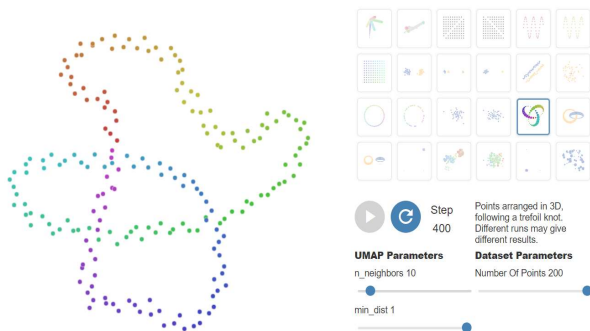 Step
400
Points arranged in 3D,
following a trefoil knot.
Different runs may give
different results.
UMAP Parameters
Dataset Parameters
n_neighbors 10
Number Of Points 200
min_dist 1